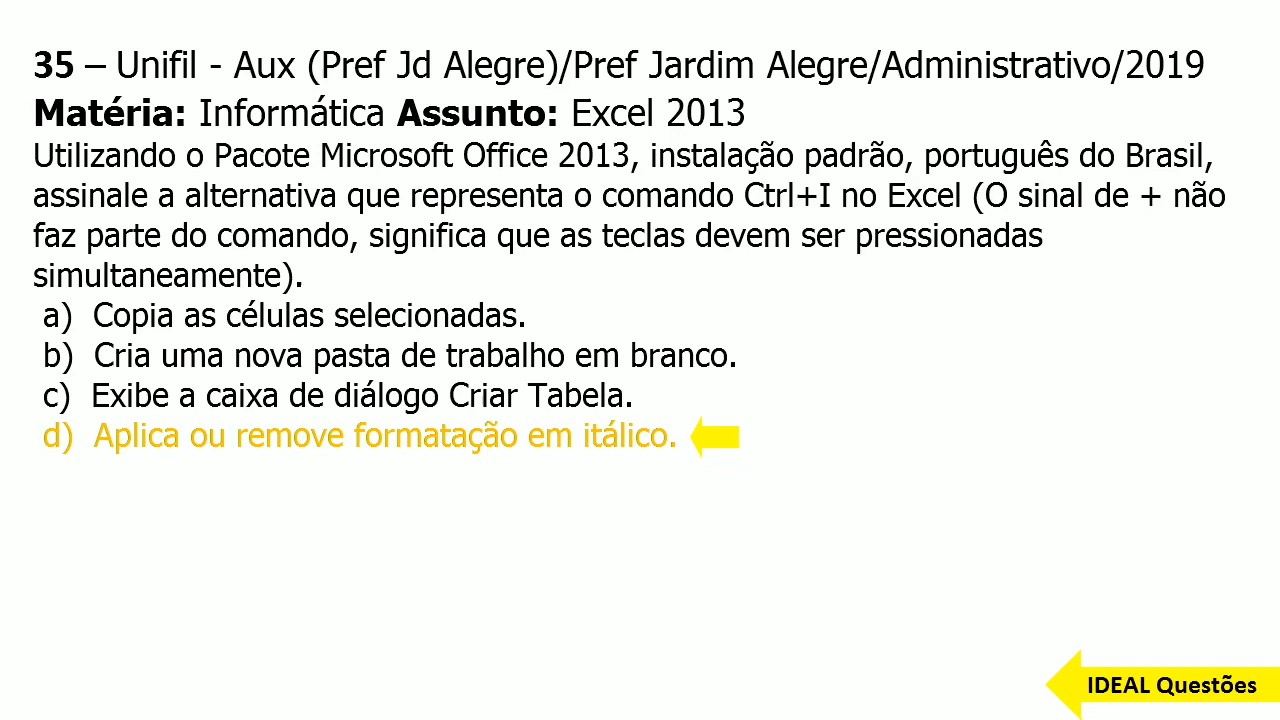 35 – Unifil - Aux (Pref Jd Alegre)/Pref Jardim Alegre/Administrativo/2019
Matéria: Informática Assunto: Excel 2013
Utilizando o Pacote Microsoft Office 2013, instalação padrão, português do Brasil,
assinale a alternativa que representa o comando Ctrl+I no Excel (O sinal de + não
faz parte do comando, significa que as teclas devem ser pressionadas
simultaneamente).
a) Copia as células selecionadas.
b) Cria uma nova pasta de trabalho em branco.
c) Exibe a caixa de diálogo Criar Tabela.
d) Aplica ou remove formatação em itálico.
IDEAL Questões